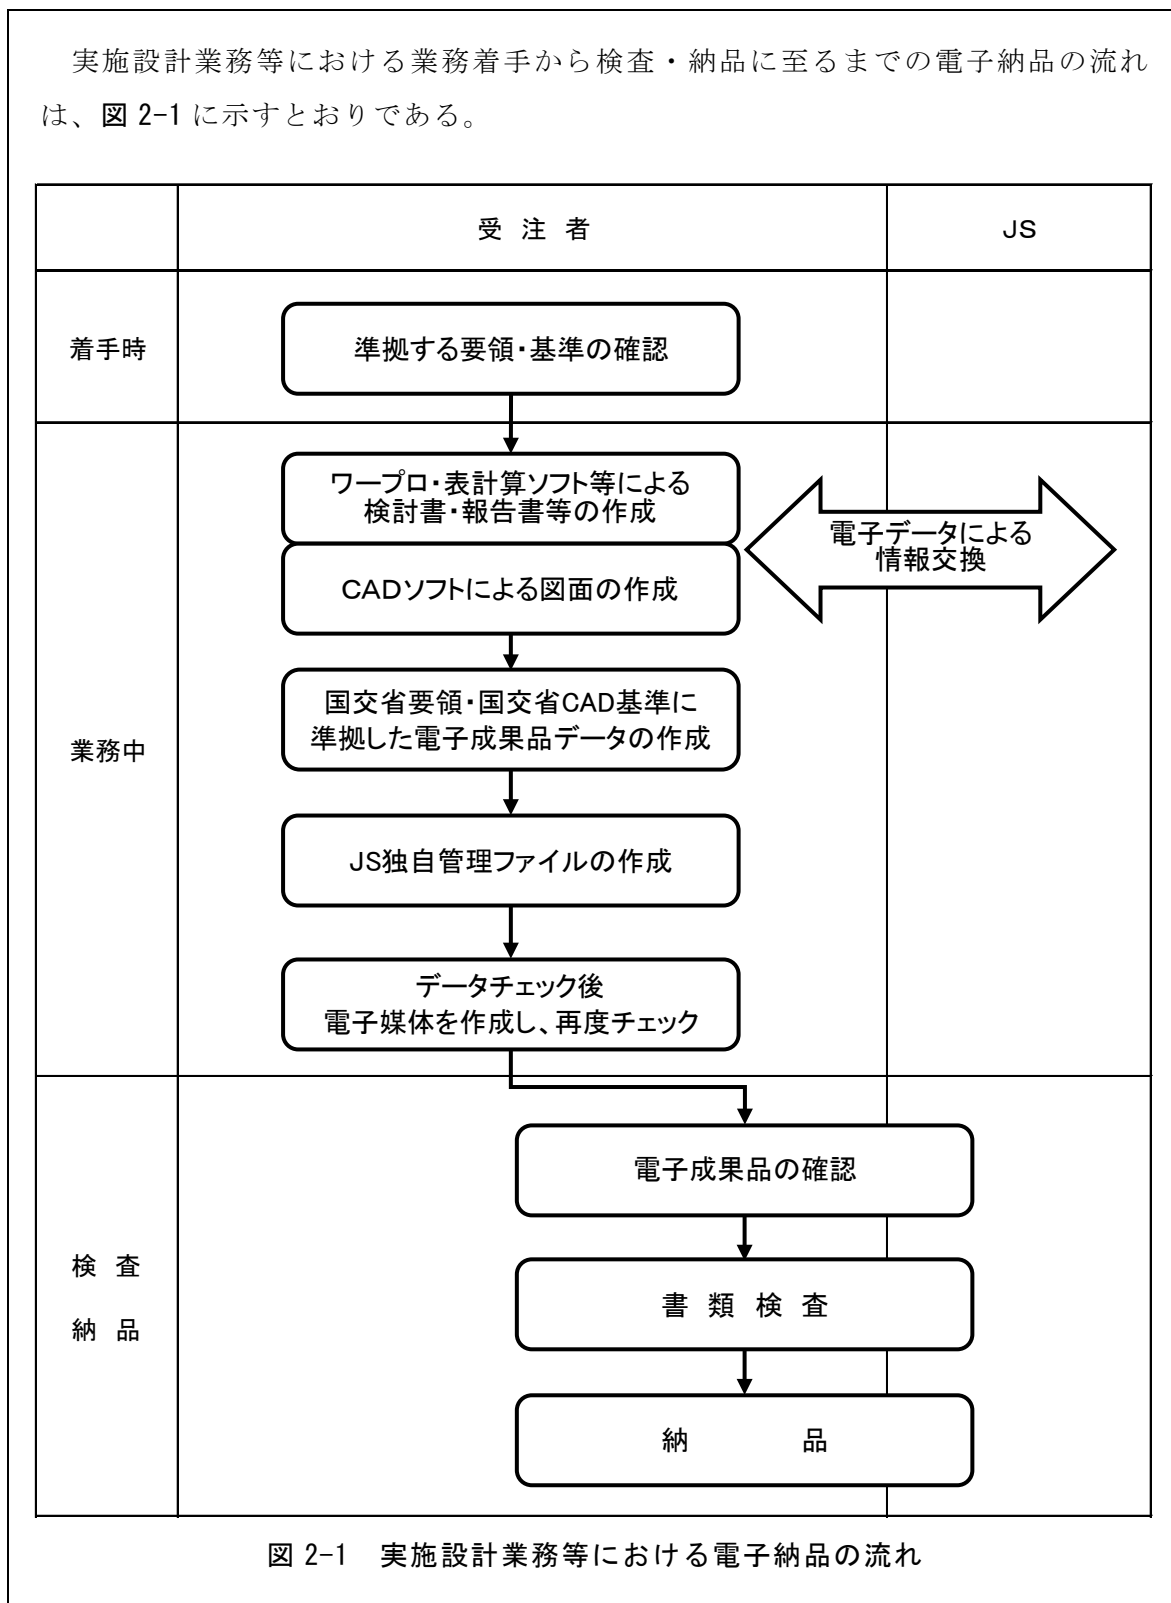 実施設計業務等における業務着手から検査・納品に至るまでの電子納品の流れ
は、図 2-1 に示すとおりである。
受 注 者
JS
着手時
準拠する要領・基準の確認
ワープロ・表計算ソフト等による
検討書・報告書等の作成
電子データによる
情報交換
CADソフトによる図面の作成
業務中
国交省要領・国交省CAD基準に
準拠した電子成果品データの作成
JS独自管理ファイルの作成
データチェック後
電子媒体を作成し、再度チェック
検 査
納 品
電子成果品の確認
書 類 検 査
納 品
図 2-1 実施設計業務等における電子納品の流れ